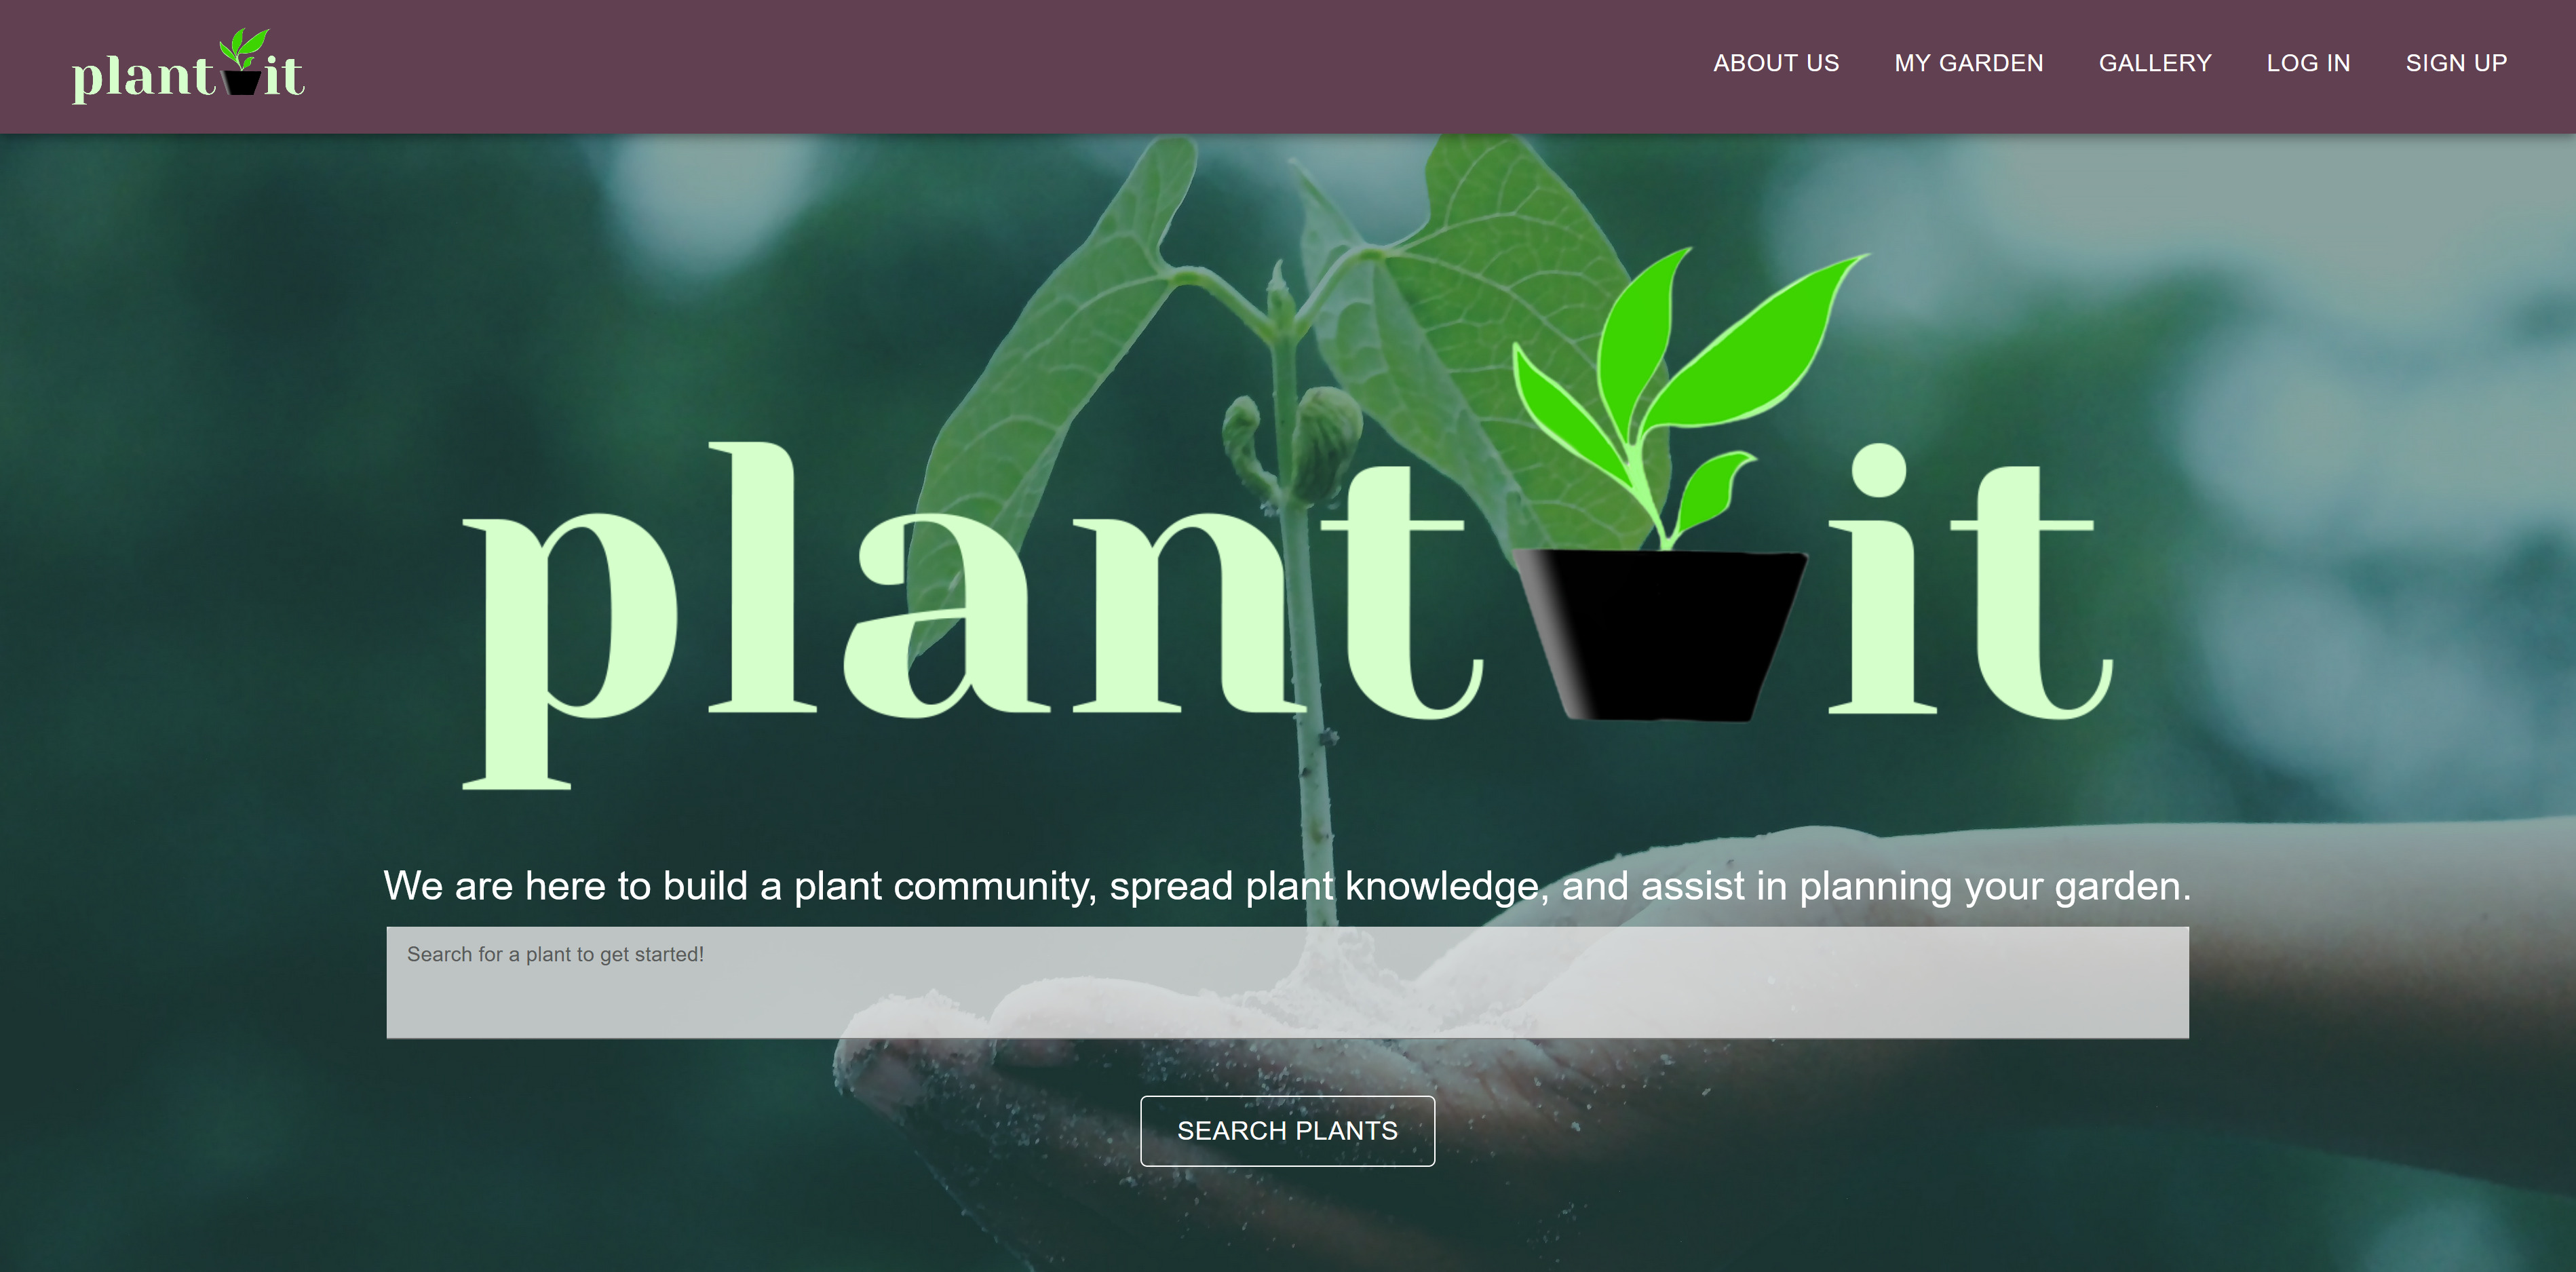 plant it
ABOUT US
MY GARDEN
GALLERY
LOG IN
SIGN UP
plant it
We are here to build a plant community, spread plant knowledge, and assist in planning your garden.
Search for a plant to get started!
SEARCH PLANTS